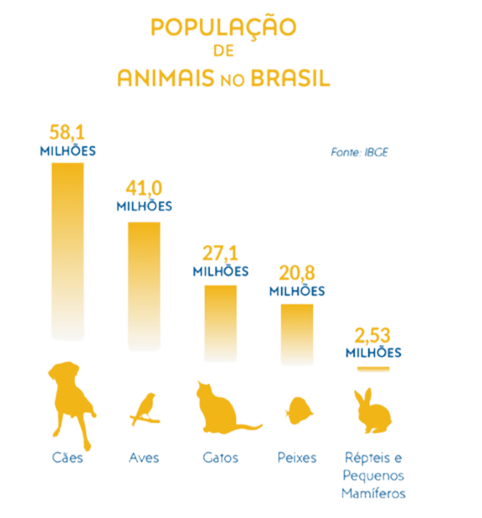 POPULAÇÃO
DE
ANIMAIS NO BRASIL
Fonte: IBGE
58,1
MILHÕES
41,0
MILHÕES
27,1
MILHÕES
20,8
MILHÕES
2,53
MILHÕES
Cães
Aves
Gatos
Peixes
Répteis e
Pequenos
Mamíferos